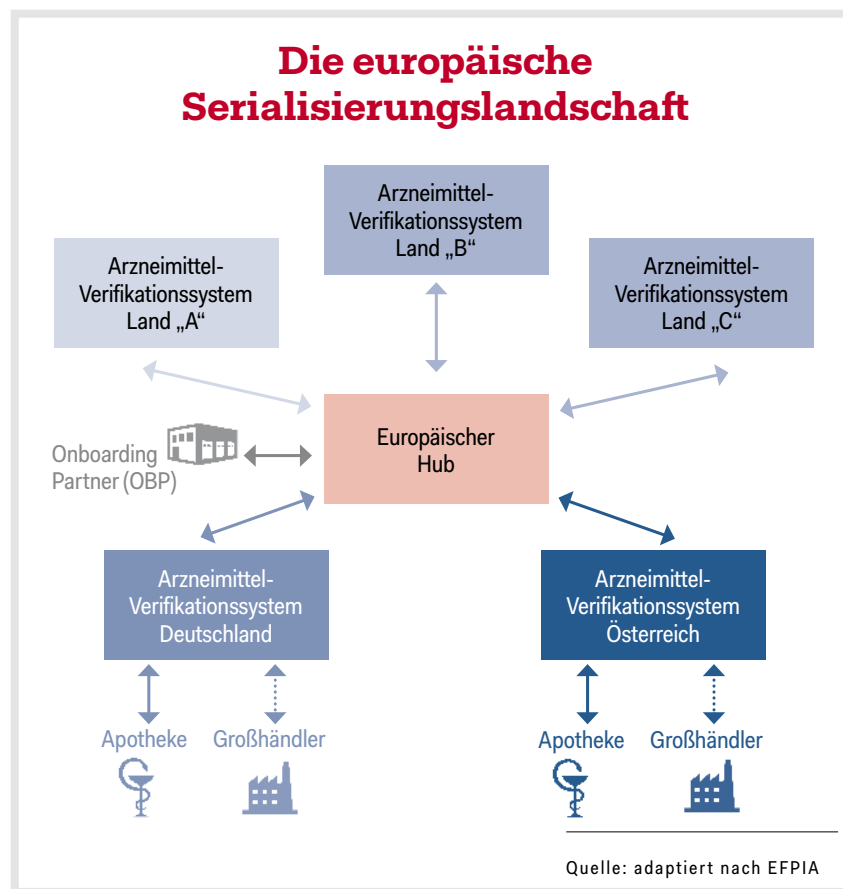 Die europäische
Serialisierungslandschaft
Arzneimittel-
Verifikationssystem
Land „B“
Arzneimittel-
Verifikationssystem
Land „A“
Arzneimittel-
Verifikationssystem
Land „C“
Europäischer
Hub
Onboarding
Partner (OBP)
Arzneimittel-
Verifikationssystem
Deutschland
Arzneimittel-
Verifikationssystem
Österreich
Apotheke
Großhändler
Apotheke
Großhändler
Quelle: adaptiert nach EFPIA